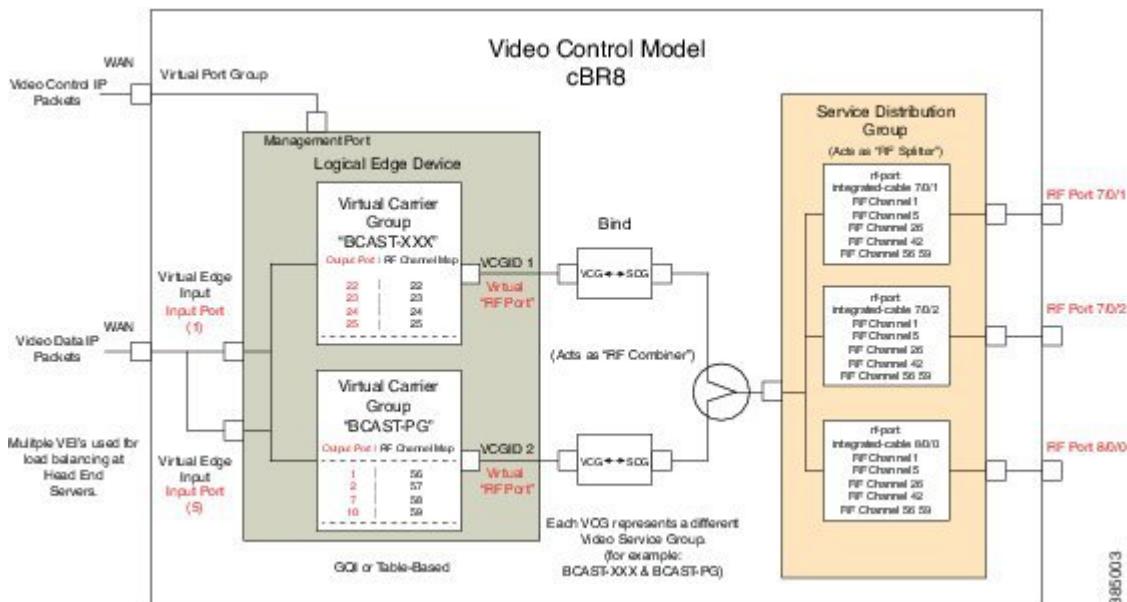 Video Control Model
cBR8
WAN
Video Control IP
Packets
Virtual Port Group
Management Port
Logical Edge Device
Virtual Carrier
Group
"BCAST-XXX"
Output Port | RF Channel Map
22 22
23 23
24 24
25 25
VCGID 1
Virtual
"RF Port"
Virtual Edge
Input
Input Port
(1)
WAN
Video Data IP
Packets
Mulitple VEI's used for
load balancing at
Head End
Servers.
Virtual Edge
Input
Input Port
(5)
Virtual Carrier
Group
"BCAST-PG"
Output Port | RF Channel Map
1 56
2 57
7 58
10 59
VCGID 2
Virtual
"RF Port"
GQI or Table-Based
Bind
VCG SDG
(Acts as "RF Combiner")
VCG SDG
Each VCG represents a different
Video Service Group.
(for example:
BCAST-XXX & BCAST-PG)
Service Distribution
Group
(Acts as "RF Splitter")
rf-port
integrated-cable 7/0/1
RF Channel 1
RF Channel 5
RF Channel 26
RF Channel 42
RF Channel 56 59
RF Port 7/0/1
rf-port
integrated-cable 7/0/2
RF Channel 1
RF Channel 5
RF Channel 26
RF Channel 42
RF Channel 56 59
RF Port 7/0/2
rf-port
integrated-cable 8/0/0
RF Channel 1
RF Channel 5
RF Channel 26
RF Channel 42
RF Channel 56 59
RF Port 8/0/0
385003